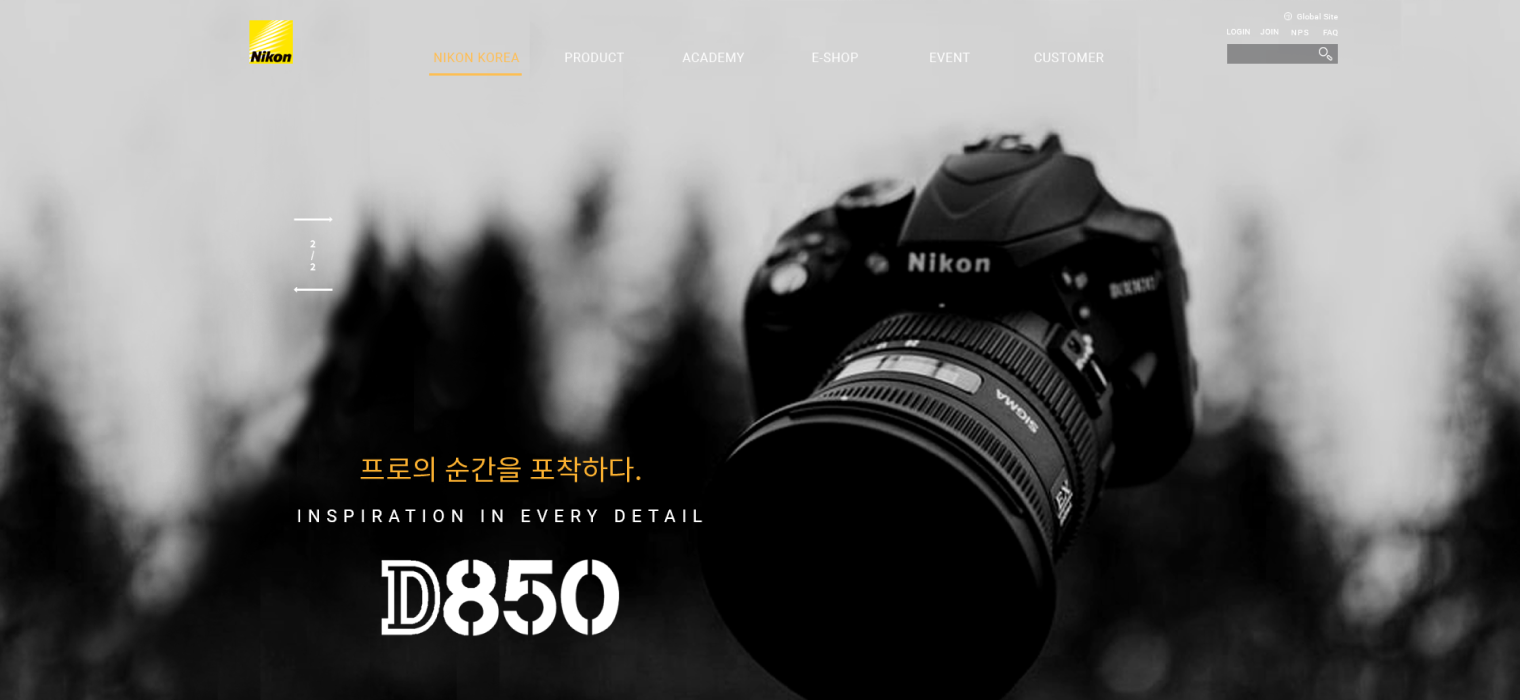 Global Site
LOGIN JOIN NPS FAQ
Nikon
NIKON KOREA PRODUCT ACADEMY E-SHOP EVENT CUSTOMER
2
/
2
Nikon
SIGMA
EX
프로의 순간을 포착하다.
INSPIRATION IN EVERY DETAIL
D850